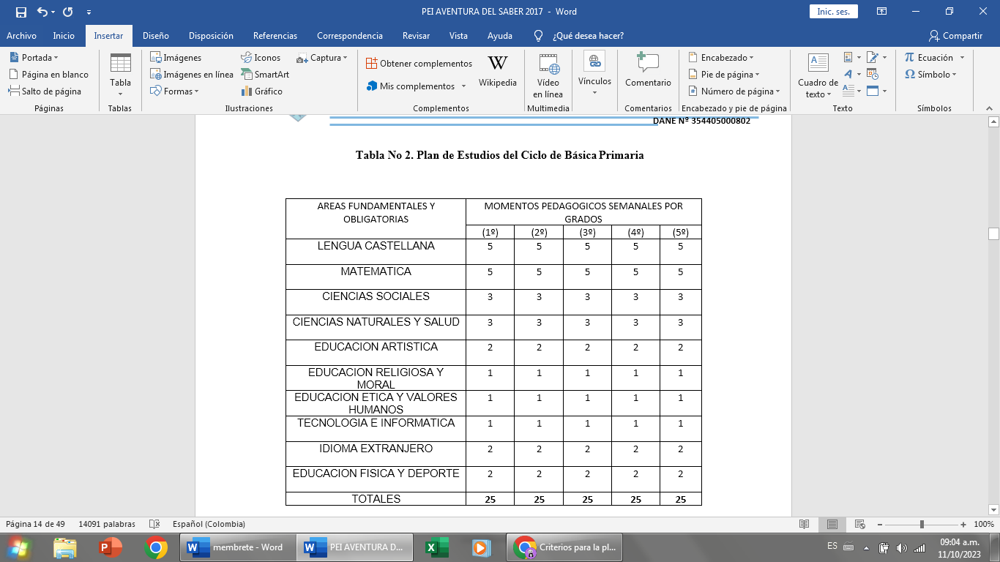 PEI AVENTURA DEL SABER 2017 - Word
Inic. ses.
Archivo Inicio Insertar Diseño Disposición Referencias Correspondencia Revisar Vista Ayuda ¿Qué desea hacer? Compartir
Portada
Página en blanco
Salto de página
Páginas
Tabla
Tablas
Imágenes
Imágenes en línea
Formas
Iconos
SmartArt
Gráfico
Captura
Ilustraciones
Obtener complementos
Mis complementos
W
Wikipedia
Complementos
Vídeo
en línea
Multimedia
Vínculos
Comentario
Comentarios
Encabezado
Pie de página
Número de página
Encabezado y pie de página
Cuadro de
texto
Texto
π Ecuación
Ω Símbolo
Símbolos
DANE Nº 354405000802
Tabla No 2. Plan de Estudios del Ciclo de Básica Primaria
AREAS FUNDAMENTALES Y
OBLIGATORIAS
MOMENTOS PEDAGOGICOS SEMANALES POR
GRADOS
(1º) (2º) (3º) (4º) (5º)
LENGUA CASTELLANA 5 5 5 5 5
MATEMATICA 5 5 5 5 5
CIENCIAS SOCIALES 3 3 3 3 3
CIENCIAS NATURALES Y SALUD 3 3 3 3 3
EDUCACION ARTISTICA 2 2 2 2 2
EDUCACION RELIGIOSA Y
MORAL
1 1 1 1 1
EDUCACION ETICA Y VALORES
HUMANOS
1 1 1 1 1
TECNOLOGIA E INFORMATICA 1 1 1 1 1
IDIOMA EXTRANJERO 2 2 2 2 2
EDUCACION FISICA Y DEPORTE 2 2 2 2 2
TOTALES 25 25 25 25 25
Página 14 de 49 14091 palabras Español (Colombia) 100%
membrete - Word
PEI AVENTURA D...
Criterios para la pl...
ES
09:04 a.m.
11/10/2023